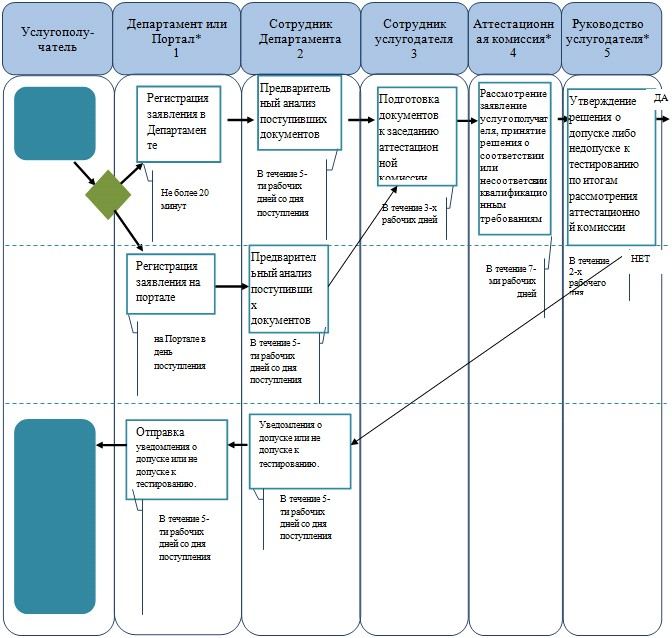 Услугополу-
чатель
Департамент или
Портал*
1
Сотрудник
Департамента
2
Сотрудник
услугодателя
3
Аттестационн
ая комиссия*
4
Руководство
услугодателя*
5
Регистрация
заявления в
Департамен
те
Не более 20
минут
Предваритель
ный анализ
поступивших
документов
В течение 5-
ти рабочих
дней со дня
поступления
Подготовка
документов
к заседанию
аттестацион
ной
комиссии
В течение 3-х
рабочих дней
Рассмотрение
заявление
услугополучат
еля, принятие
решения о
соответствии
или
несоответсвии
квалификацио
нным
требованиям
В течение 7-
ми рабочих
дней
Утверждение
решения о
допуске либо
недопуске к
тестированию
по итогам
рассмотрения
аттестационно
й комиссии
ДА
НЕТ
В течение
2-х
рабочего
дня
Регистрация
заявления на
портале
на Портале в
день
поступления
Предварител
ьный анализ
поступивши
х
документов
В течение 5-
ти рабочих
дней со дня
поступления
Отправка
уведомления о
допуске или не
допуске к
тестированию.
В течение 5-
ти рабочих
дней со дня
поступления
Уведомления о
допуске или не
допуске к
тестированию.
В течение 5-
ти рабочих
дней со дня
поступления